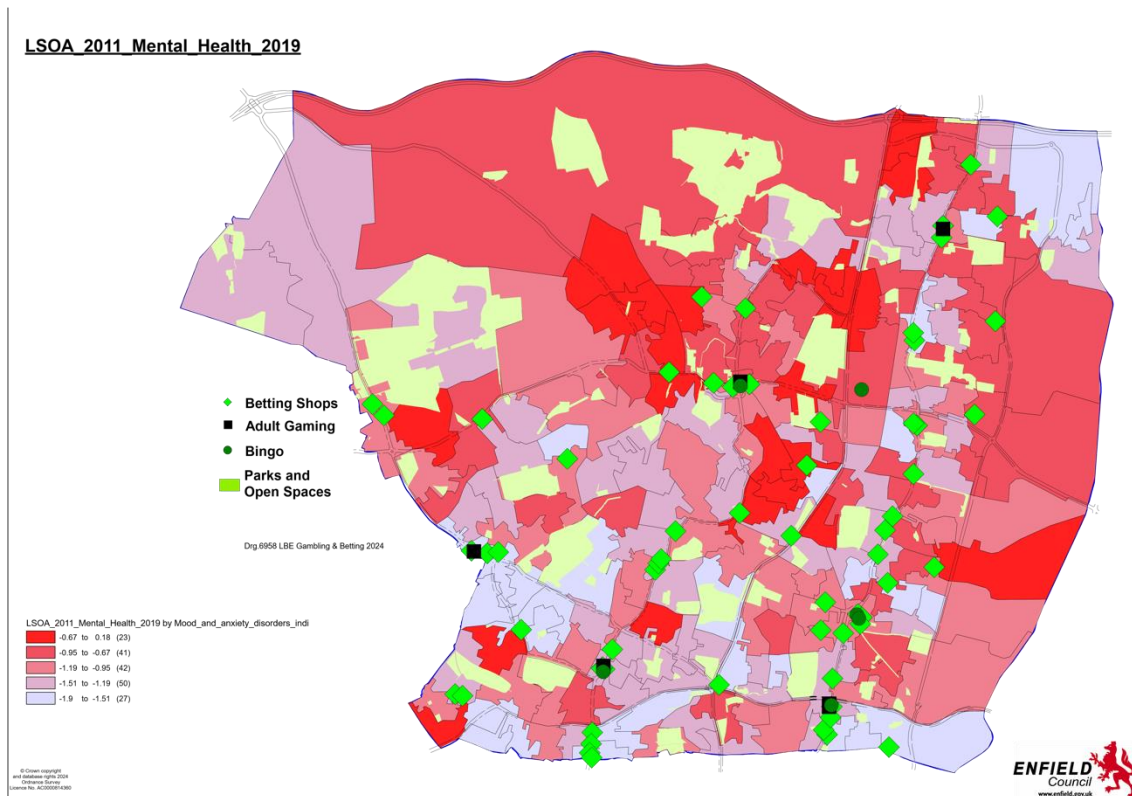 LSOA_2011_Mental_Health_2019
Betting Shops
Adult Gaming
Bingo
Parks and
Open Spaces
Drg.6958 LBE Gambling & Betting 2024
LSOA_2011_Mental_Health_2019 by Mood_and_anxiety_disorders_indi
-0.67 to 0.18 (23)
-0.95 to -0.67 (41)
-1.19 to -0.95 (42)
-1.51 to -1.19 (50)
-1.9 to -1.51 (27)
© Crown copyright
and database rights 2024
Ordnance Survey
Licence No. AC0000814360
ENFIELD
Council
www.enfield.gov.uk